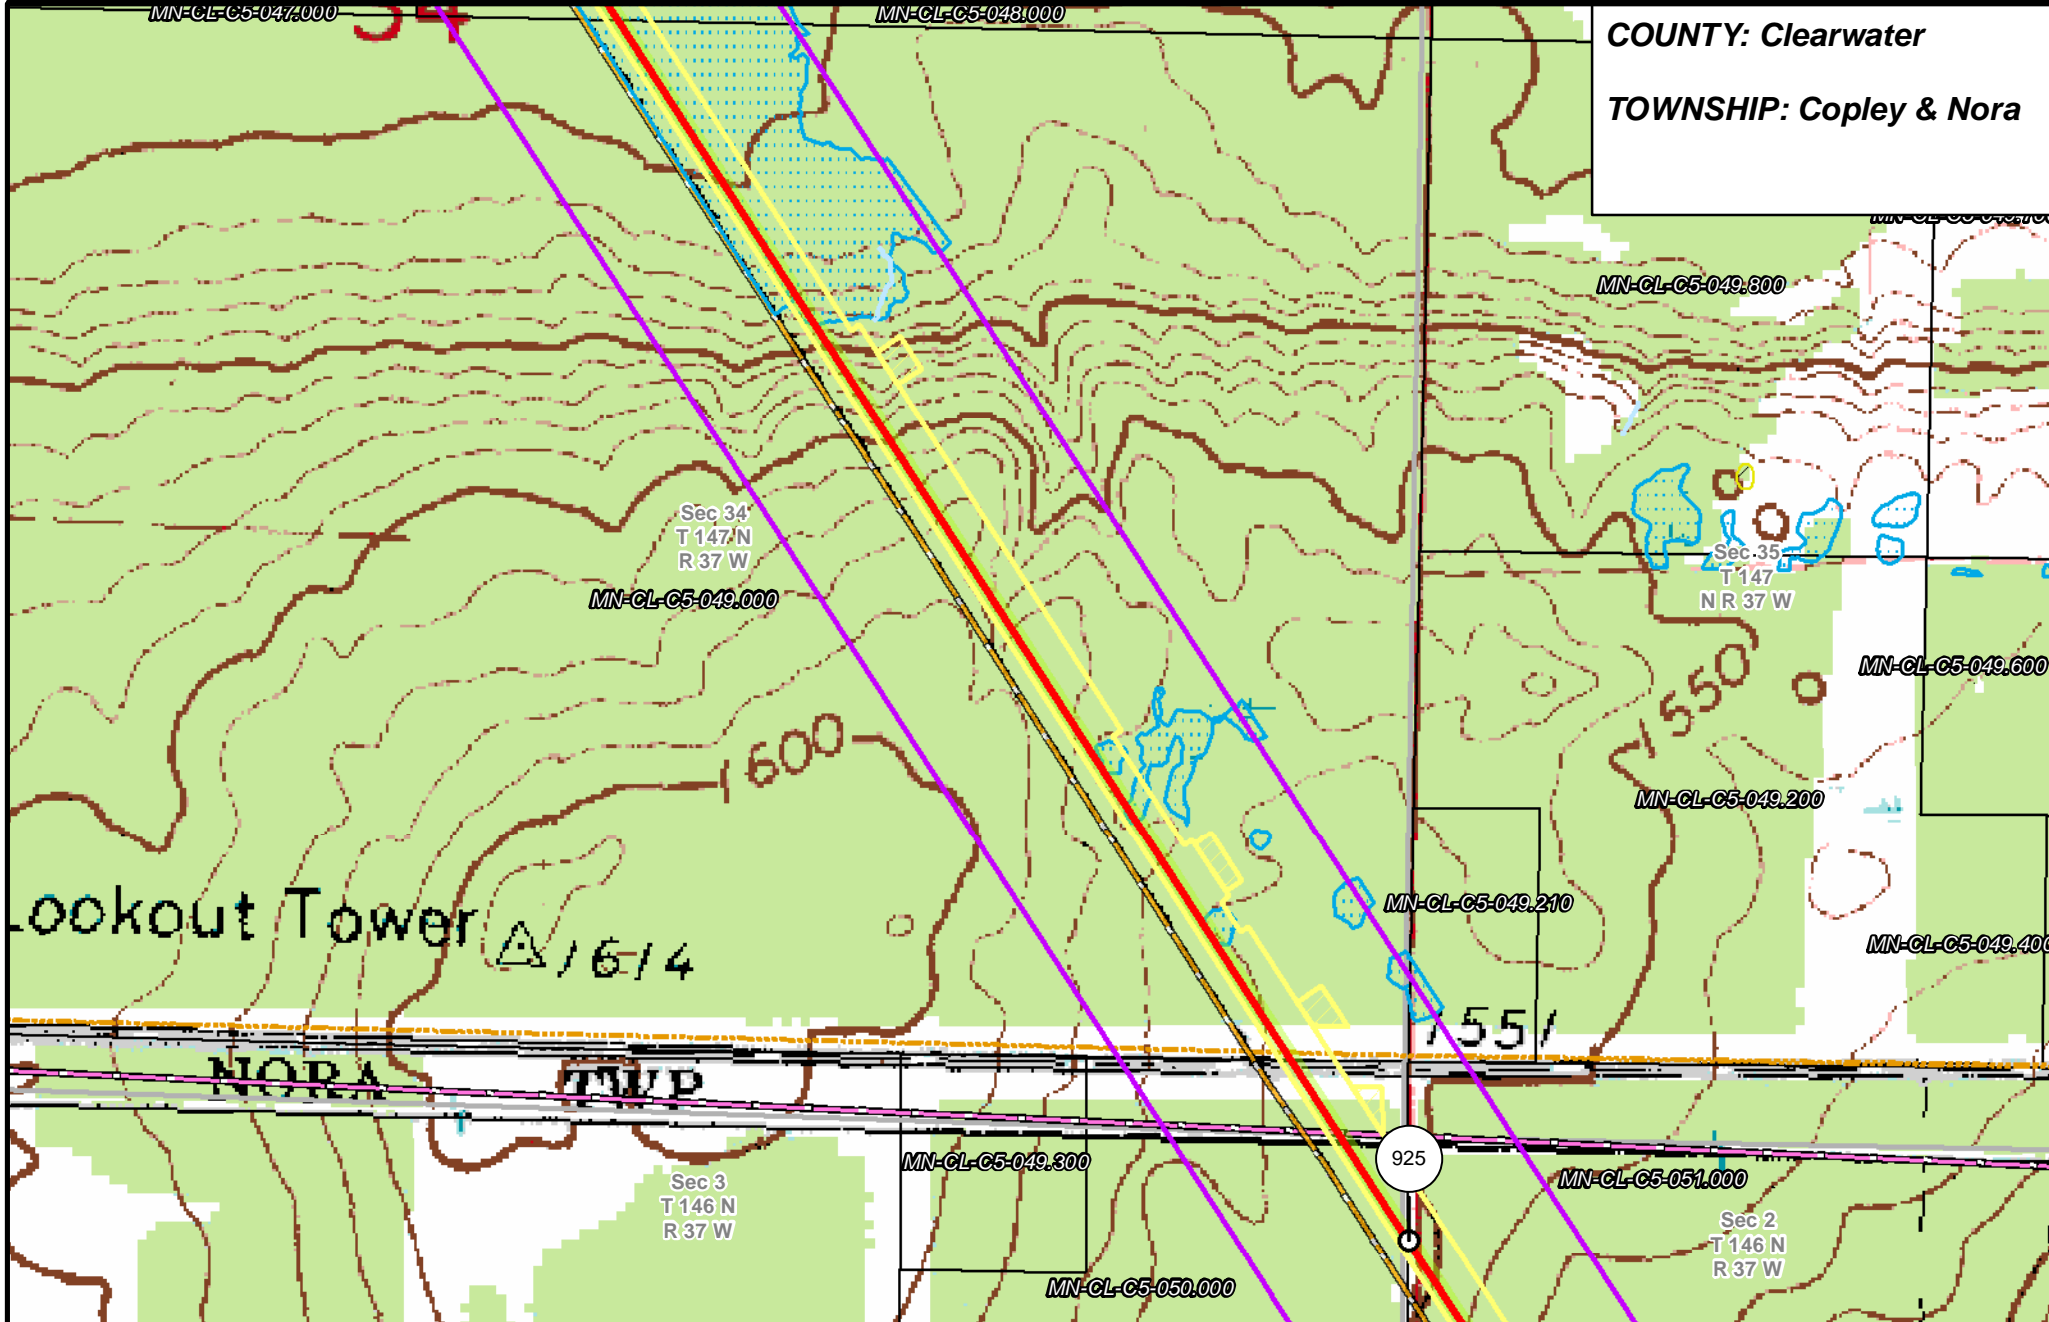 MN-CL-C5-047.000
34
MN-CL-C5-048.000
COUNTY: Clearwater
TOWNSHIP: Copley & Nora
MN-CL-C5-049.800
Sec 34
T 147 N
R 37 W
MN-CL-C5-049.000
Sec 35
T 147
N R 37 W
MN-CL-C5-049.600
1550
1600
MN-CL-C5-049.200
Lookout Tower
1614
MN-CL-C5-049.210
MN-CL-C5-049.400
1551
NORA TWP
925
MN-CL-C5-049.300
MN-CL-C5-051.000
Sec 3
T 146 N
R 37 W
Sec 2
T 146 N
R 37 W
MN-CL-C5-050.000